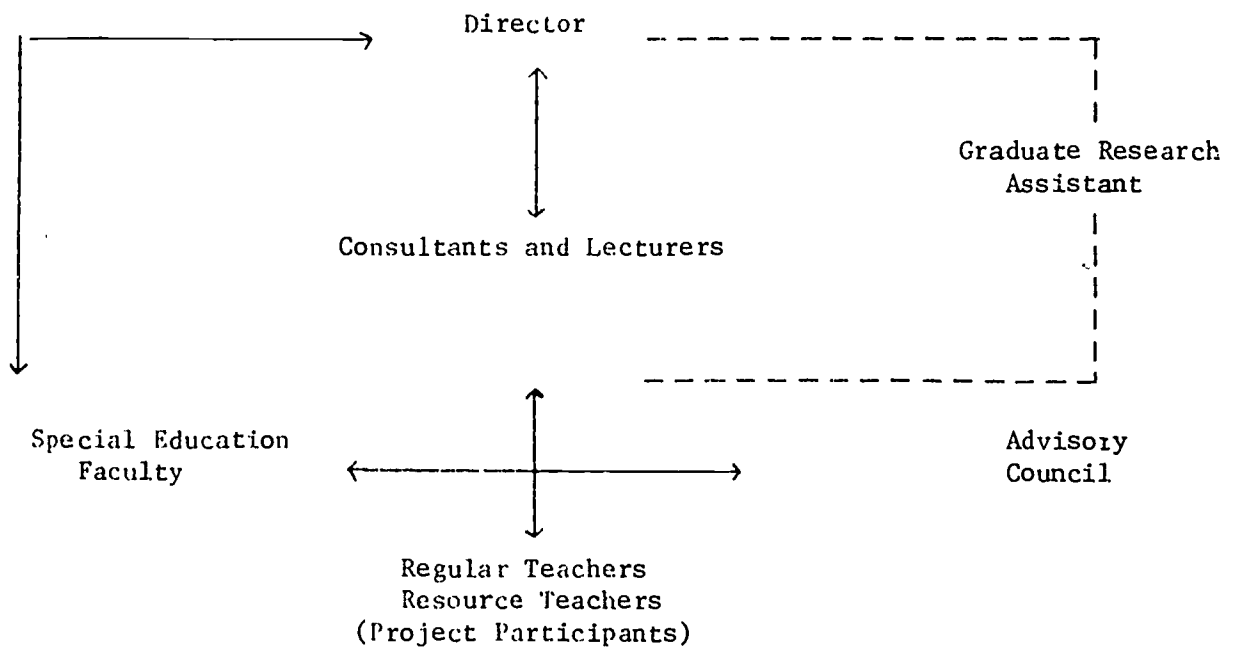 Director
Graduate Research
Assistant
Consultants and Lecturers
Special Education
Faculty
Advisory
Council
Regular Teachers
Resource Teachers
(Project Participants)